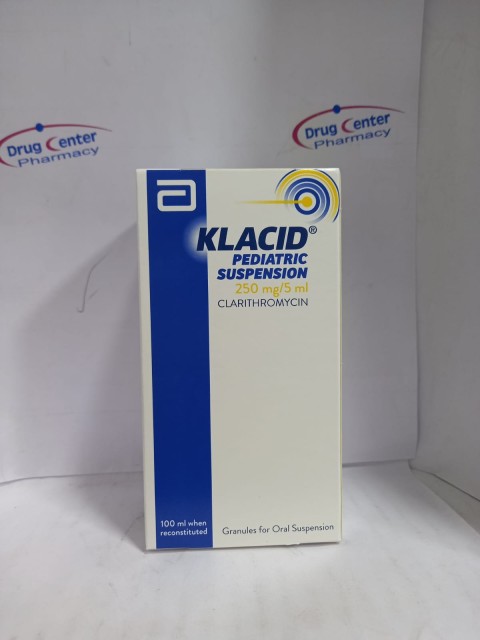 Drug Center
Pharmacy
Drug Center
Pharmacy
KLACID®
PEDIATRIC
SUSPENSION
250 mg/5 ml
CLARITHROMYCIN
100 ml when
reconstituted
Granules for Oral Suspension